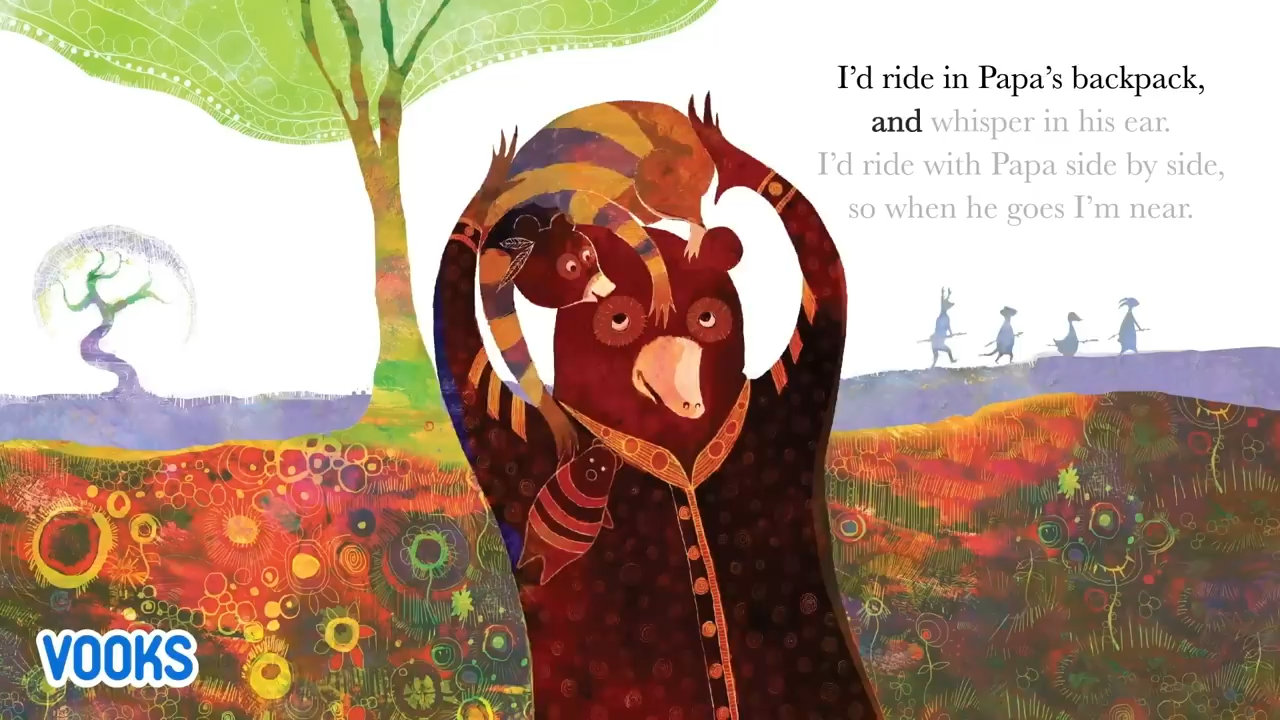 I’d ride in Papa’s backpack,
and whisper in his ear.
I’d ride with Papa side by side,
so when he goes I’m near.
VOOKS